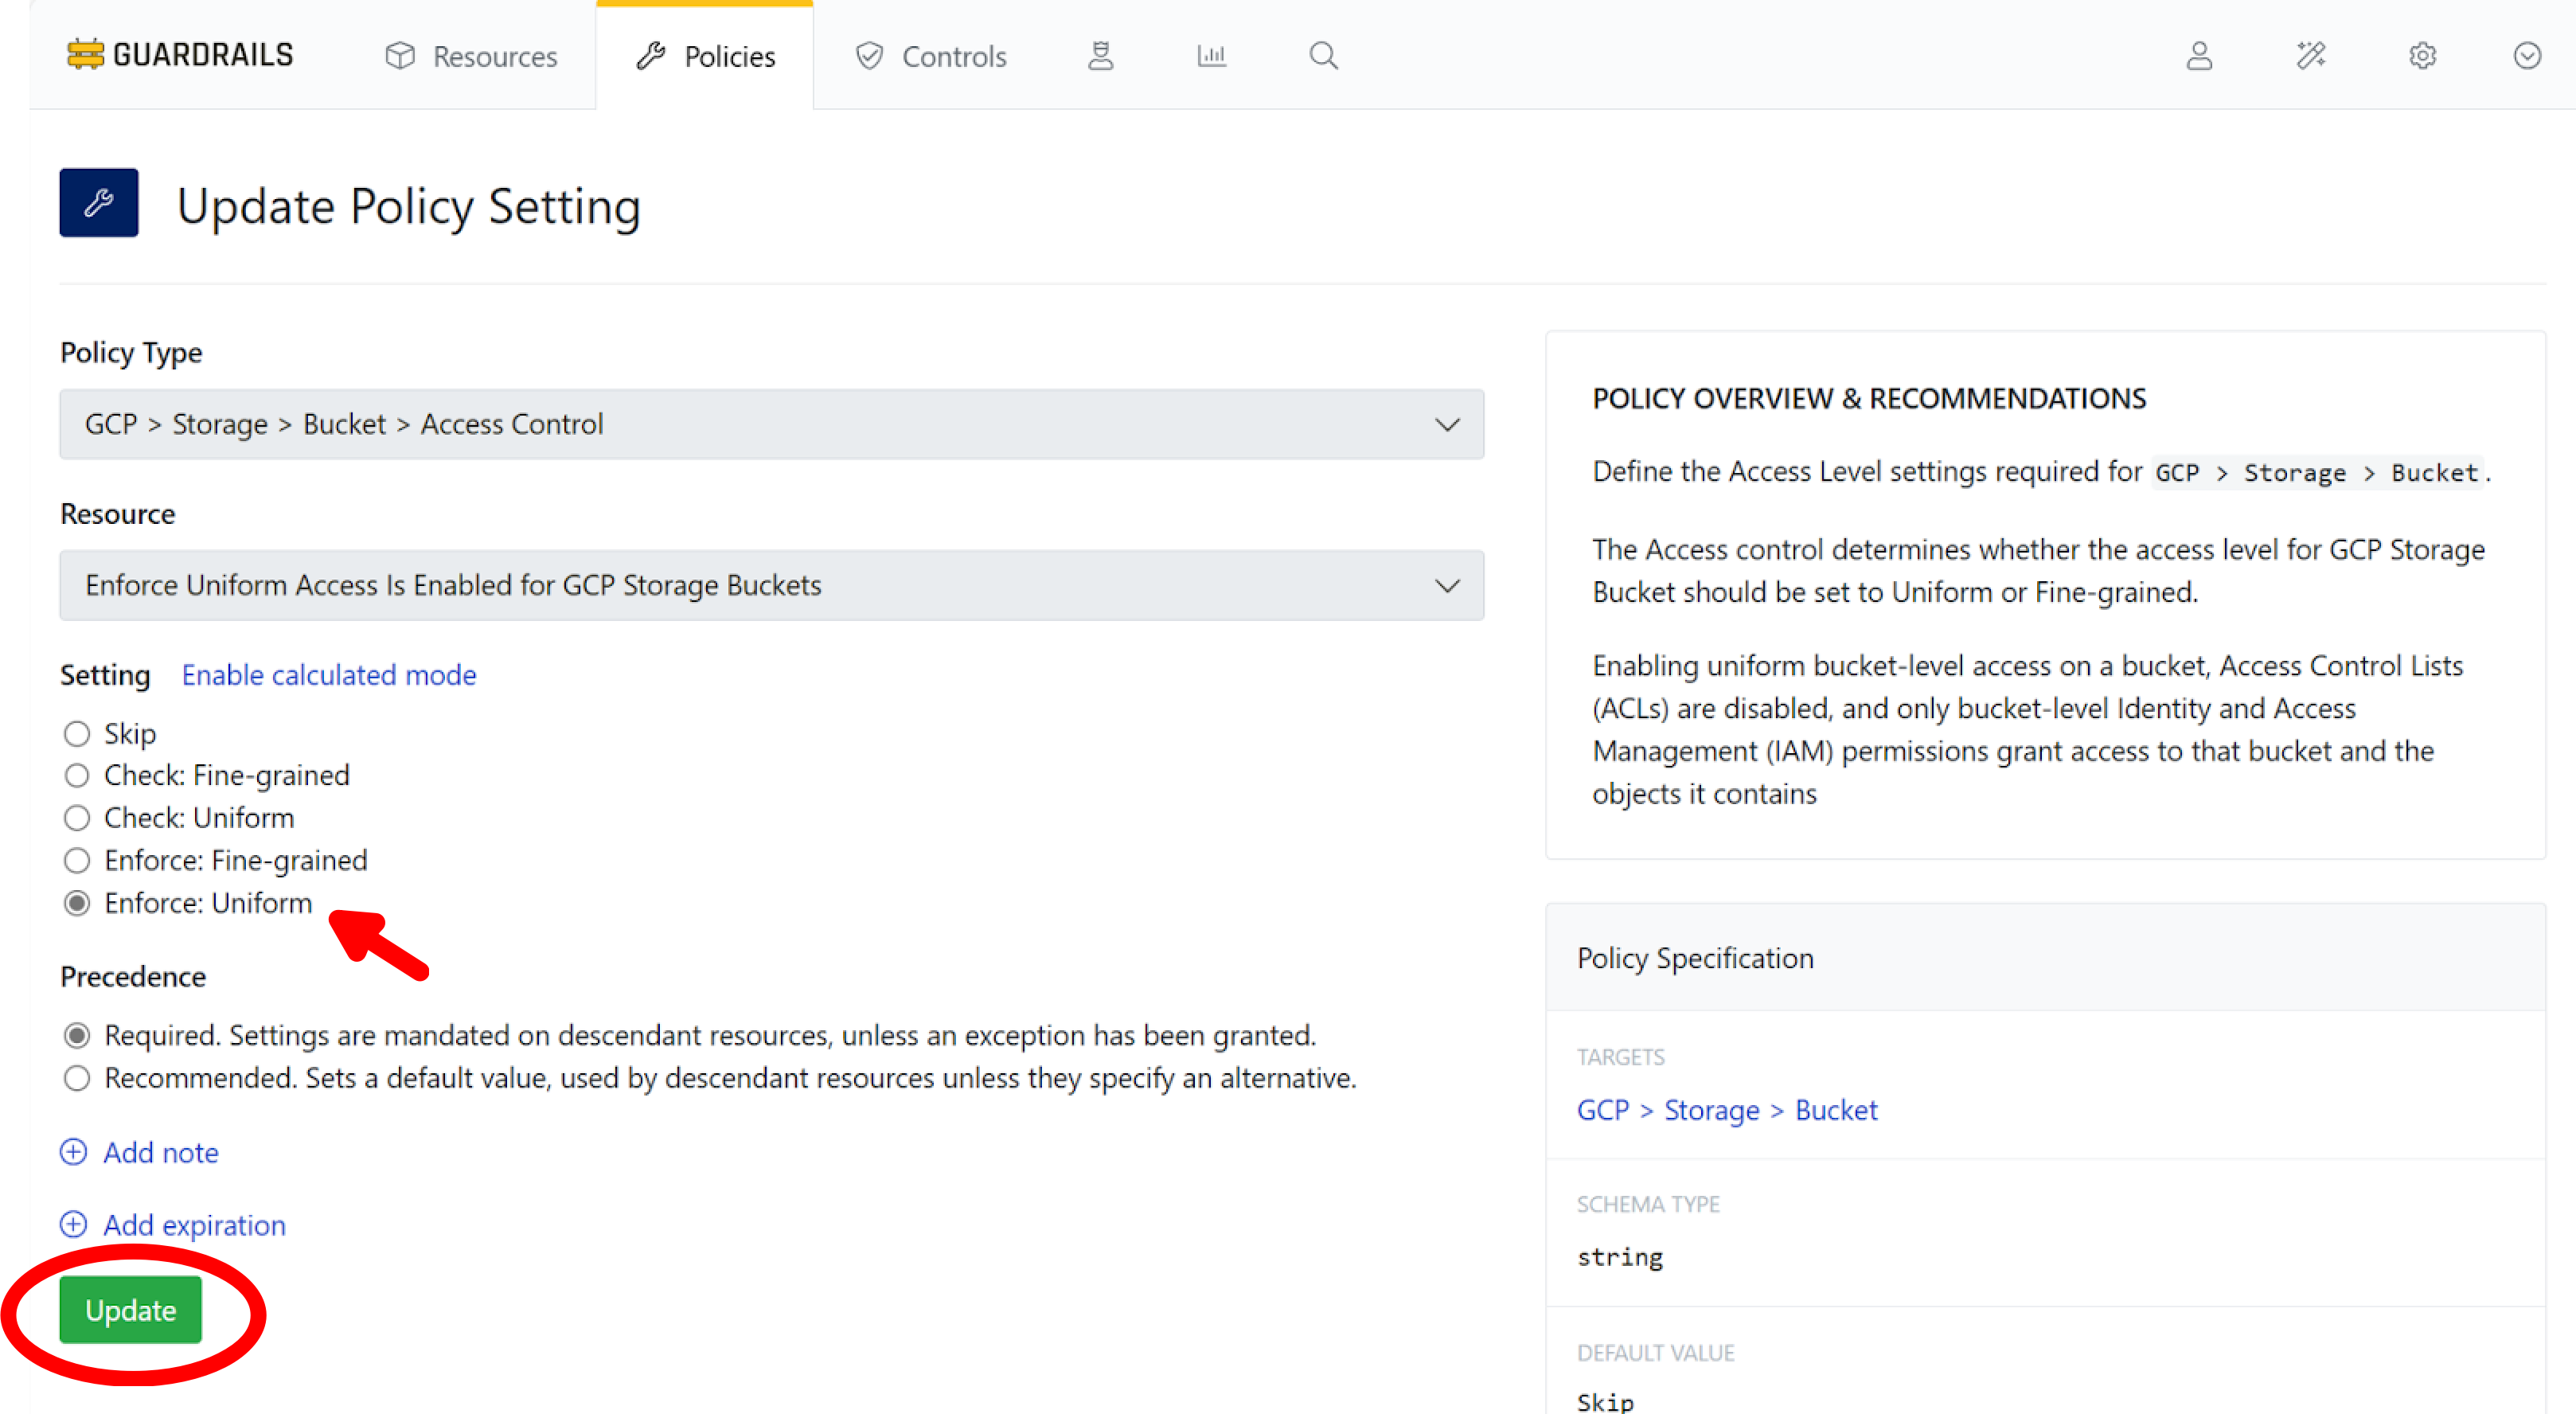 GUARDRAILS
Resources
Policies
Controls
Update Policy Setting
Policy Type
GCP > Storage > Bucket > Access Control
Resource
Enforce Uniform Access Is Enabled for GCP Storage Buckets
Setting Enable calculated mode
Skip
Check: Fine-grained
Check: Uniform
Enforce: Fine-grained
Enforce: Uniform
Precedence
Required. Settings are mandated on descendant resources, unless an exception has been granted.
Recommended. Sets a default value, used by descendant resources unless they specify an alternative.
Add note
Add expiration
Update
POLICY OVERVIEW & RECOMMENDATIONS
Define the Access Level settings required for GCP > Storage > Bucket.
The Access control determines whether the access level for GCP Storage
Bucket should be set to Uniform or Fine-grained.
Enabling uniform bucket-level access on a bucket, Access Control Lists
(ACLs) are disabled, and only bucket-level Identity and Access
Management (IAM) permissions grant access to that bucket and the
objects it contains
Policy Specification
TARGETS
GCP > Storage > Bucket
SCHEMA TYPE
string
DEFAULT VALUE
Skip